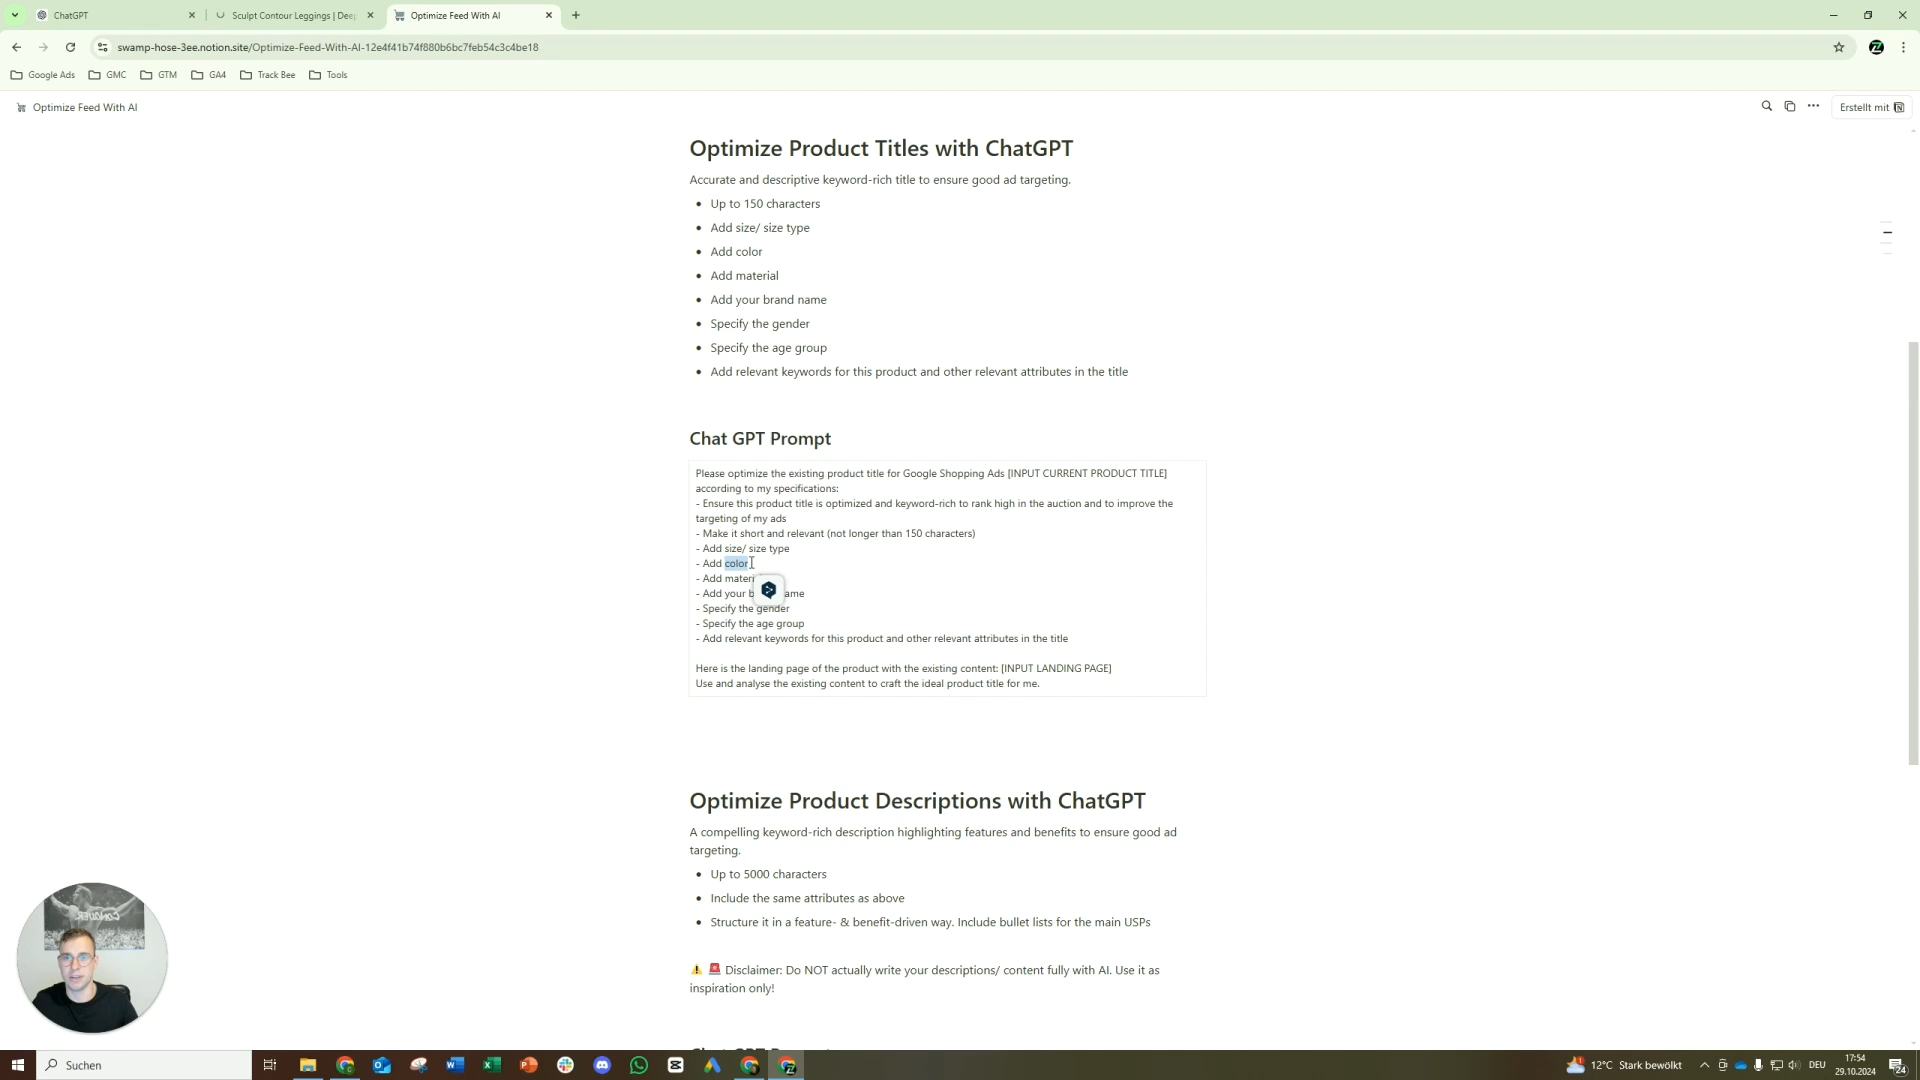 ChatGPT
Sculpt Contour Leggings | Deep
Optimize Feed With AI
swamp-hose-3ee.notion.site/Optimize-Feed-With-AI-12e4f41b74f880b6bc7feb54c3c4be18
Google Ads
GMC
GTM
GA4
Track Bee
Tools
Optimize Feed With AI
Erstellt mit
Optimize Product Titles with ChatGPT
Accurate and descriptive keyword-rich title to ensure good ad targeting.
• Up to 150 characters
• Add size/ size type
• Add color
• Add material
• Add your brand name
• Specify the gender
• Specify the age group
• Add relevant keywords for this product and other relevant attributes in the title
Chat GPT Prompt
Please optimize the existing product title for Google Shopping Ads [INPUT CURRENT PRODUCT TITLE]
according to my specifications:
- Ensure this product title is optimized and keyword-rich to rank high in the auction and to improve the
targeting of my ads
- Make it short and relevant (not longer than 150 characters)
- Add size/ size type
- Add color
- Add materi
- Add your b ame
- Specify the gender
- Specify the age group
- Add relevant keywords for this product and other relevant attributes in the title
Here is the landing page of the product with the existing content: [INPUT LANDING PAGE]
Use and analyse the existing content to craft the ideal product title for me.
Optimize Product Descriptions with ChatGPT
A compelling keyword-rich description highlighting features and benefits to ensure good ad
targeting.
• Up to 5000 characters
• Include the same attributes as above
• Structure it in a feature- & benefit-driven way. Include bullet lists for the main USPs
⚠️ 🚨 Disclaimer: Do NOT actually write your descriptions/ content fully with AI. Use it as
inspiration only!
Suchen
12°C Stark bewölkt
DEU
17:54
29.10.2024
24